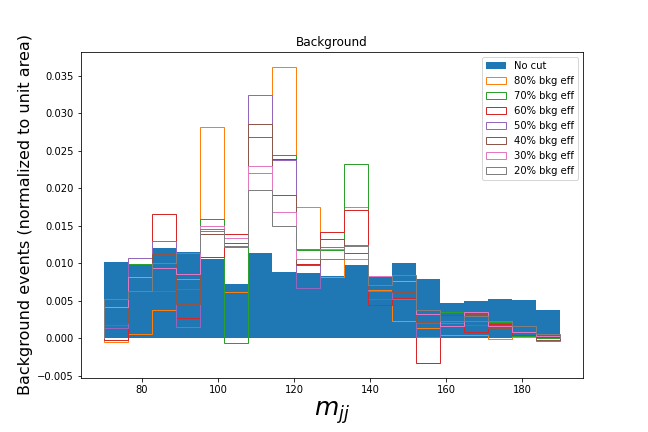 Background
Background events (normalized to unit area)
0.035
0.030
0.025
0.020
0.015
0.010
0.005
0.000
−0.005
No cut
80% bkg eff
70% bkg eff
60% bkg eff
50% bkg eff
40% bkg eff
30% bkg eff
20% bkg eff
80 100 120 140 160 180
m_{jj}